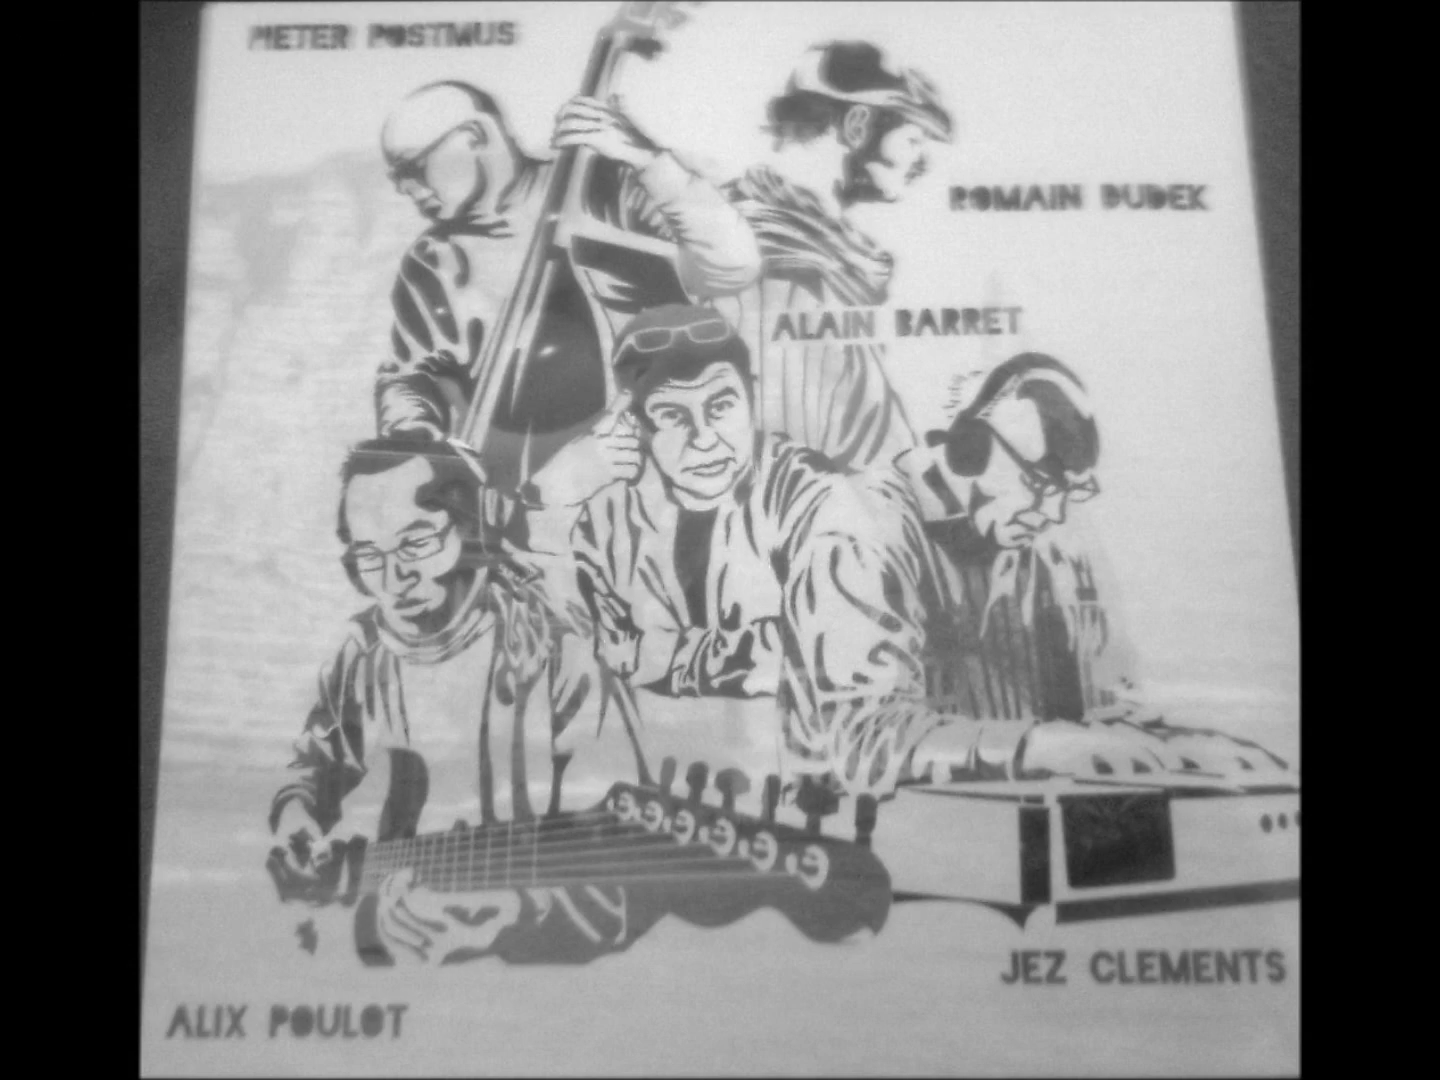 PIETER POSTMUS
ROMAIN DUDEK
ALAIN BARRET
JEZ CLEMENTS
ALIX POULOT